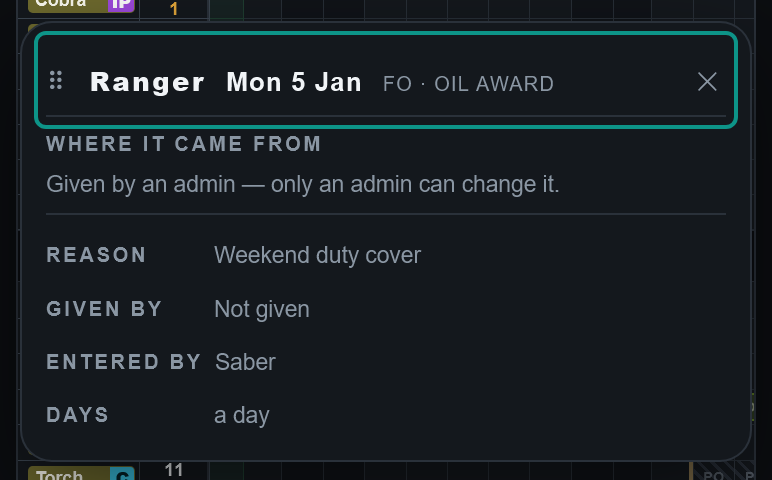 Cobra IP
1
Ranger Mon 5 Jan FO · OIL AWARD
WHERE IT CAME FROM
Given by an admin — only an admin can change it.
REASON Weekend duty cover
GIVEN BY Not given
ENTERED BY Saber
DAYS a day
Torch C 11
PO P